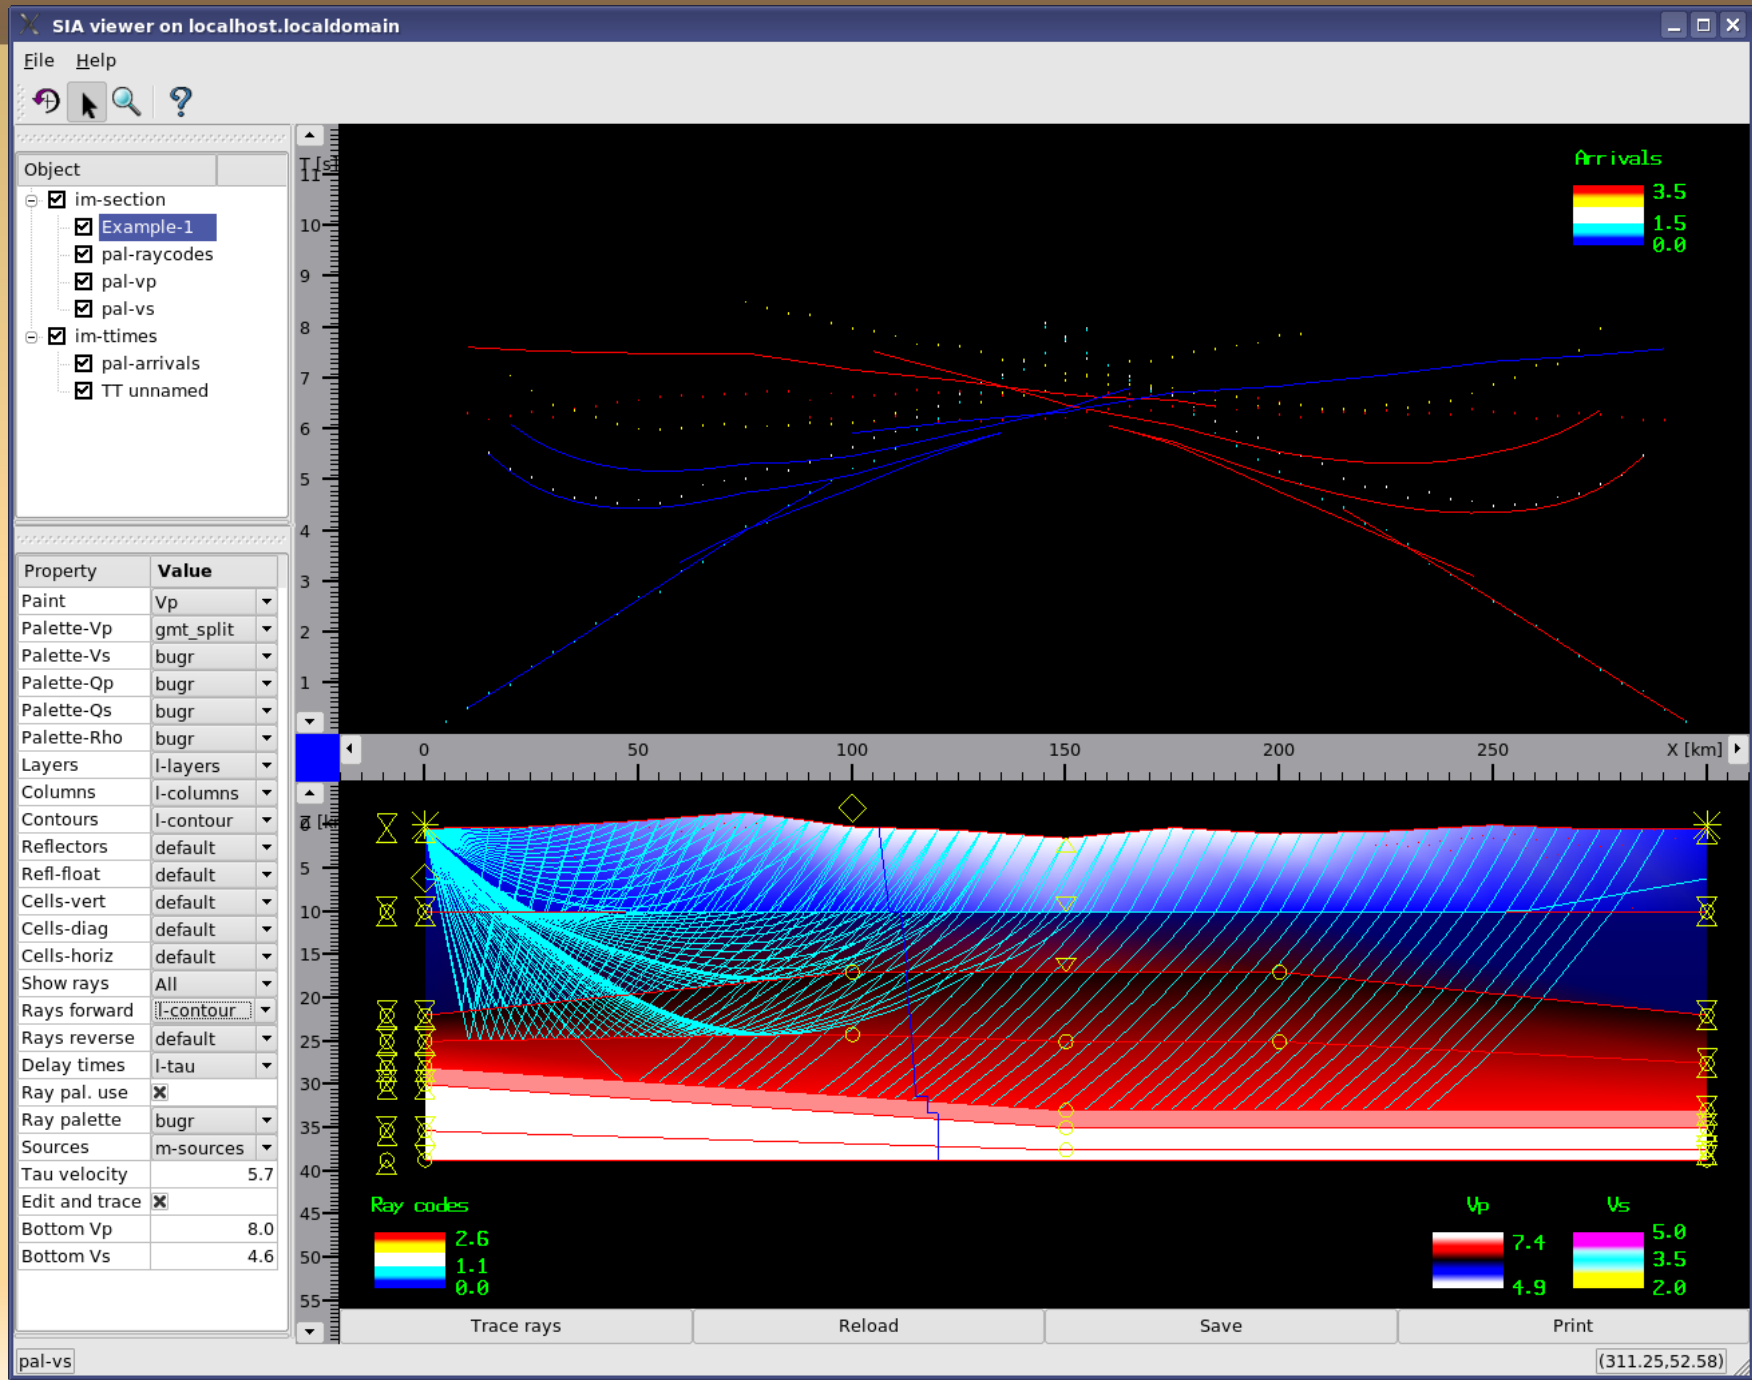 SIA viewer on localhost.localdomain
File Help
Object
im-section
Example-1
pal-raycodes
pal-vp
pal-vs
im-ttimes
pal-arrivals
TT unnamed
Property Value
Paint Vp
Palette-Vp gmt_split
Palette-Vs bugr
Palette-Qp bugr
Palette-Qs bugr
Palette-Rho bugr
Layers l-layers
Columns l-columns
Contours l-contour
Reflectors default
Refl-float default
Cells-vert default
Cells-diag default
Cells-horiz default
Show rays All
Rays forward l-contour
Rays reverse default
Delay times l-tau
Ray pal. use
Ray palette bugr
Sources m-sources
Tau velocity 5.7
Edit and trace
Bottom Vp 8.0
Bottom Vs 4.6
T [s]
11
10
9
8
7
6
5
4
3
2
1
Arrivals
3.5
1.5
0.0
0 50 100 150 200 250 X [km]
5
10
15
20
25
30
35
40
45
50
55
Ray codes
2.6
1.1
0.0
Vp
7.4
4.9
Vs
5.0
3.5
2.0
Trace rays Reload Save Print
pal-vs
(311.25,52.58)